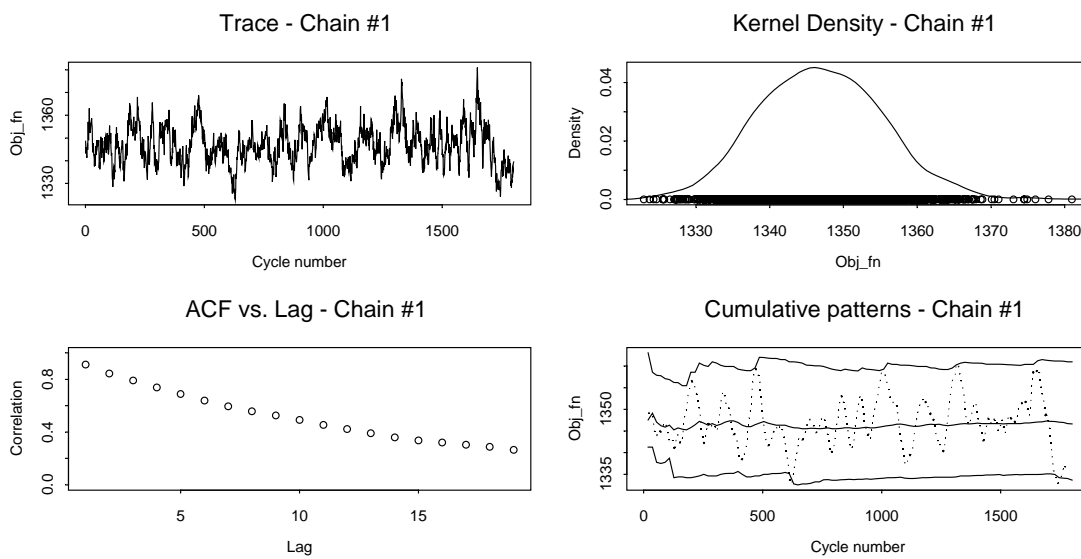 Trace - Chain #1
Obj_fn
1330 1360
0 500 1000 1500
Cycle number
Kernel Density - Chain #1
Density
0.0 0.02 0.04
1330 1340 1350 1360 1370 1380
Obj_fn
ACF vs. Lag - Chain #1
Correlation
0.0 0.4 0.8
5 10 15
Lag
Cumulative patterns - Chain #1
Obj_fn
1335 1350
0 500 1000 1500
Cycle number